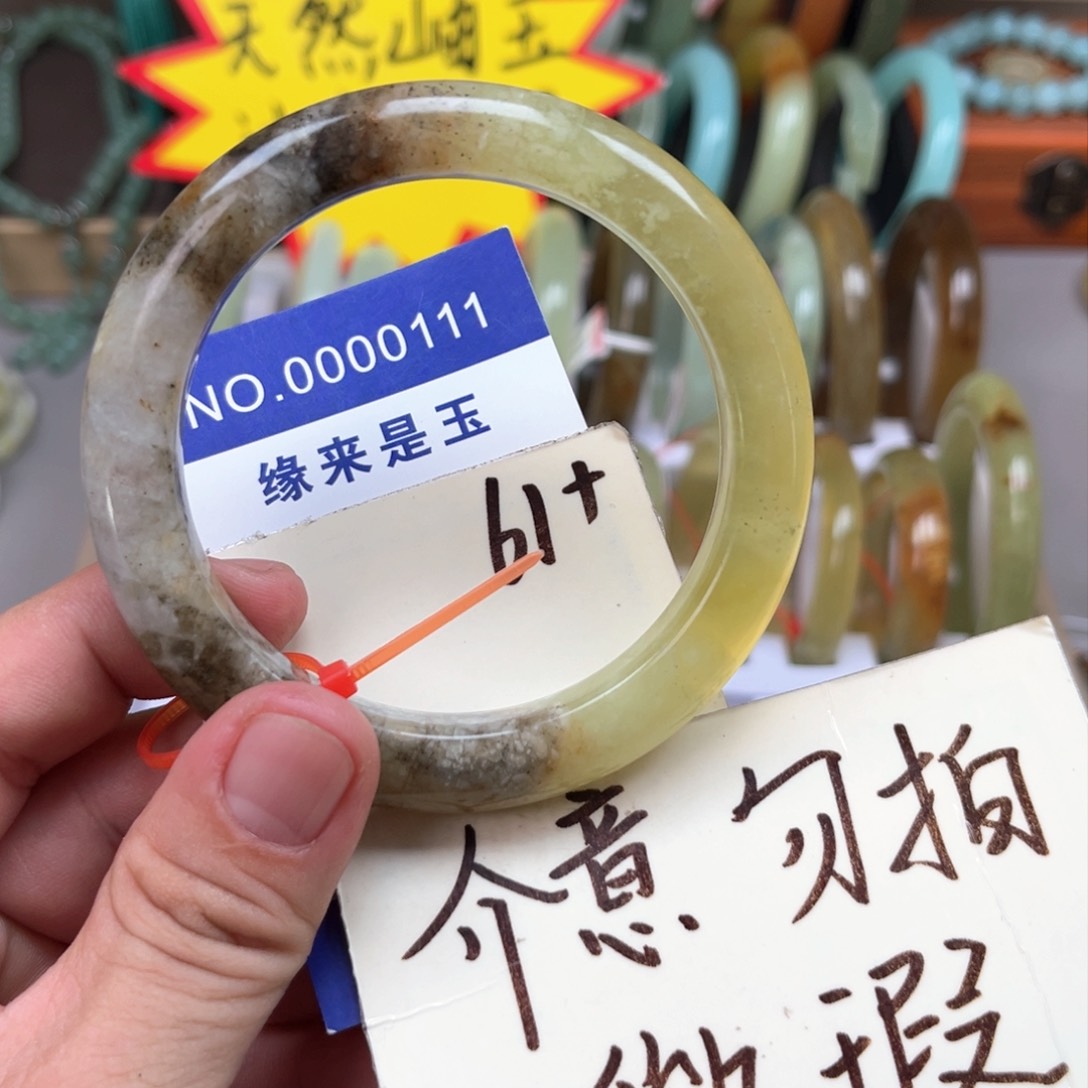 天然岫玉
NO.0000111
缘来是玉
61+
介意勿拍
微瑕